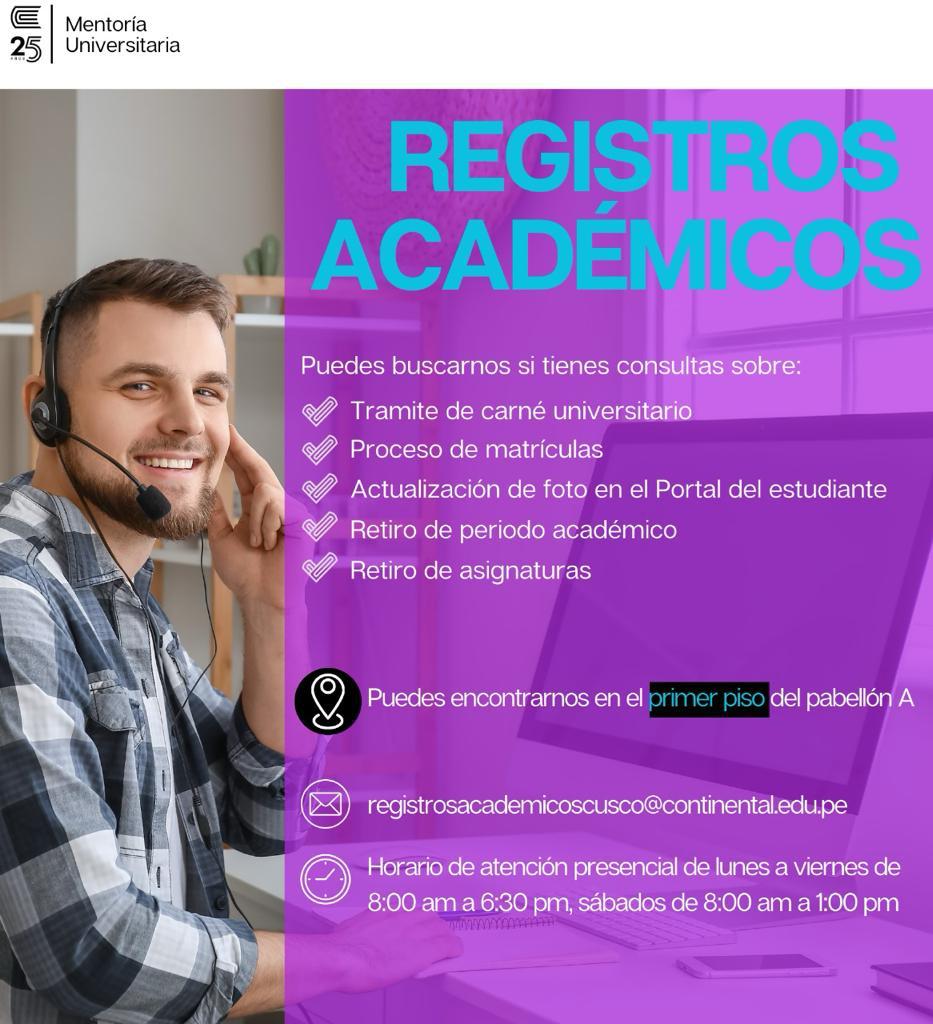 25
AÑOS
Mentoría
Universitaria
REGISTROS
ACADÉMICOS
Puedes buscarnos si tienes consultas sobre:
Tramite de carné universitario
Proceso de matrículas
Actualización de foto en el Portal del estudiante
Retiro de periodo académico
Retiro de asignaturas
Puedes encontrarnos en el primer piso del pabellón A
registrosacademicoscusco@continental.edu.pe
Horario de atención presencial de lunes a viernes de
8:00 am a 6:30 pm, sábados de 8:00 am a 1:00 pm